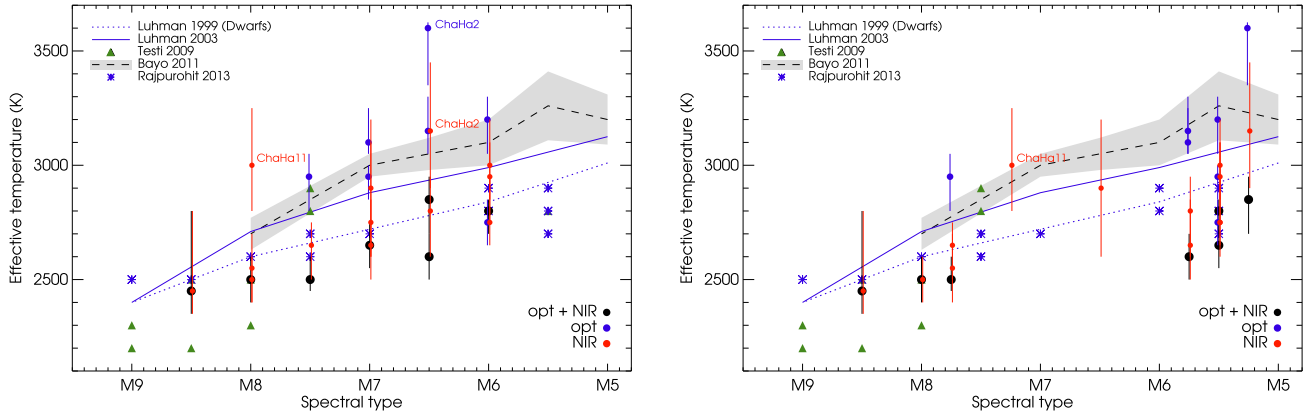 Effective temperature (K)
3500
3000
2500
Luhman 1999 (Dwarfs)
Luhman 2003
Testi 2009
Bayo 2011
Rajpurohit 2013
ChaHa2
ChaHa2
ChaHa11
opt + NIR
opt
NIR
M9 M8 M7 M6 M5
Spectral type
Effective temperature (K)
3500
3000
2500
Luhman 1999 (Dwarfs)
Luhman 2003
Testi 2009
Bayo 2011
Rajpurohit 2013
ChaHa11
opt + NIR
opt
NIR
M9 M8 M7 M6 M5
Spectral type